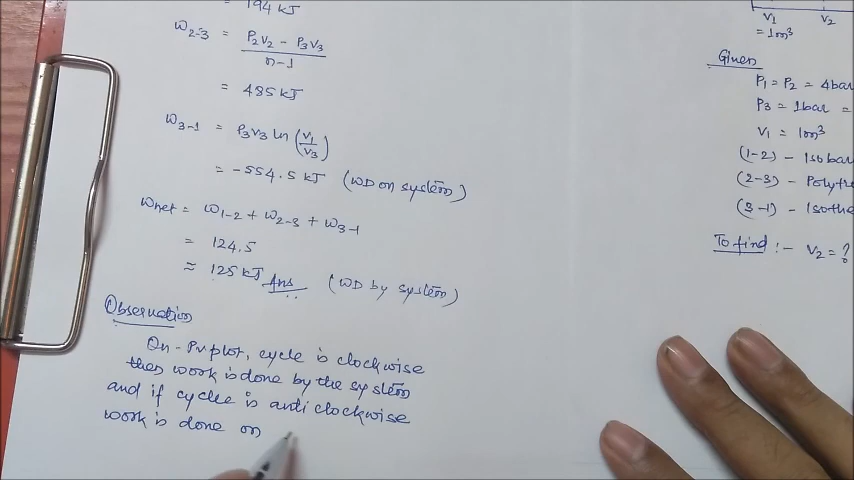 = 194 kJ
W2-3 = P2V2 - P3V3 / n-1
= 485 kJ
W3-1 = P3V3 ln (V1/V3)
= -554.5 kJ (WD on system)
Wnet = W1-2 + W2-3 + W3-1
= 124.5
≈ 125 kJ Ans (WD by system)
Observation
On - PV plot, cycle is clockwise
then work is done by the system
and if cycle is anti clockwise
work is done on
V1 V2
= 1m³
Given
P1 = P2 = 4bar
P3 = 1bar =
V1 = 1m³
(1-2) - Isobar
(2-3) - Polytr
(3-1) - Isothe
To find :- V2 = ?